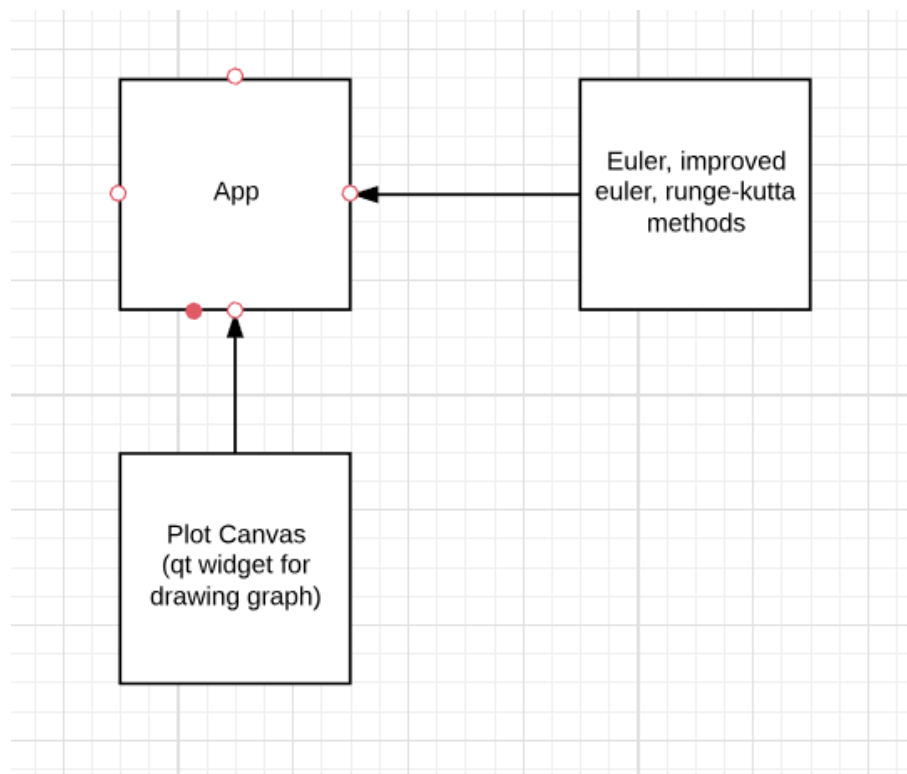 App
Euler, improved
euler, runge-kutta
methods
Plot Canvas
(qt widget for
drawing graph)